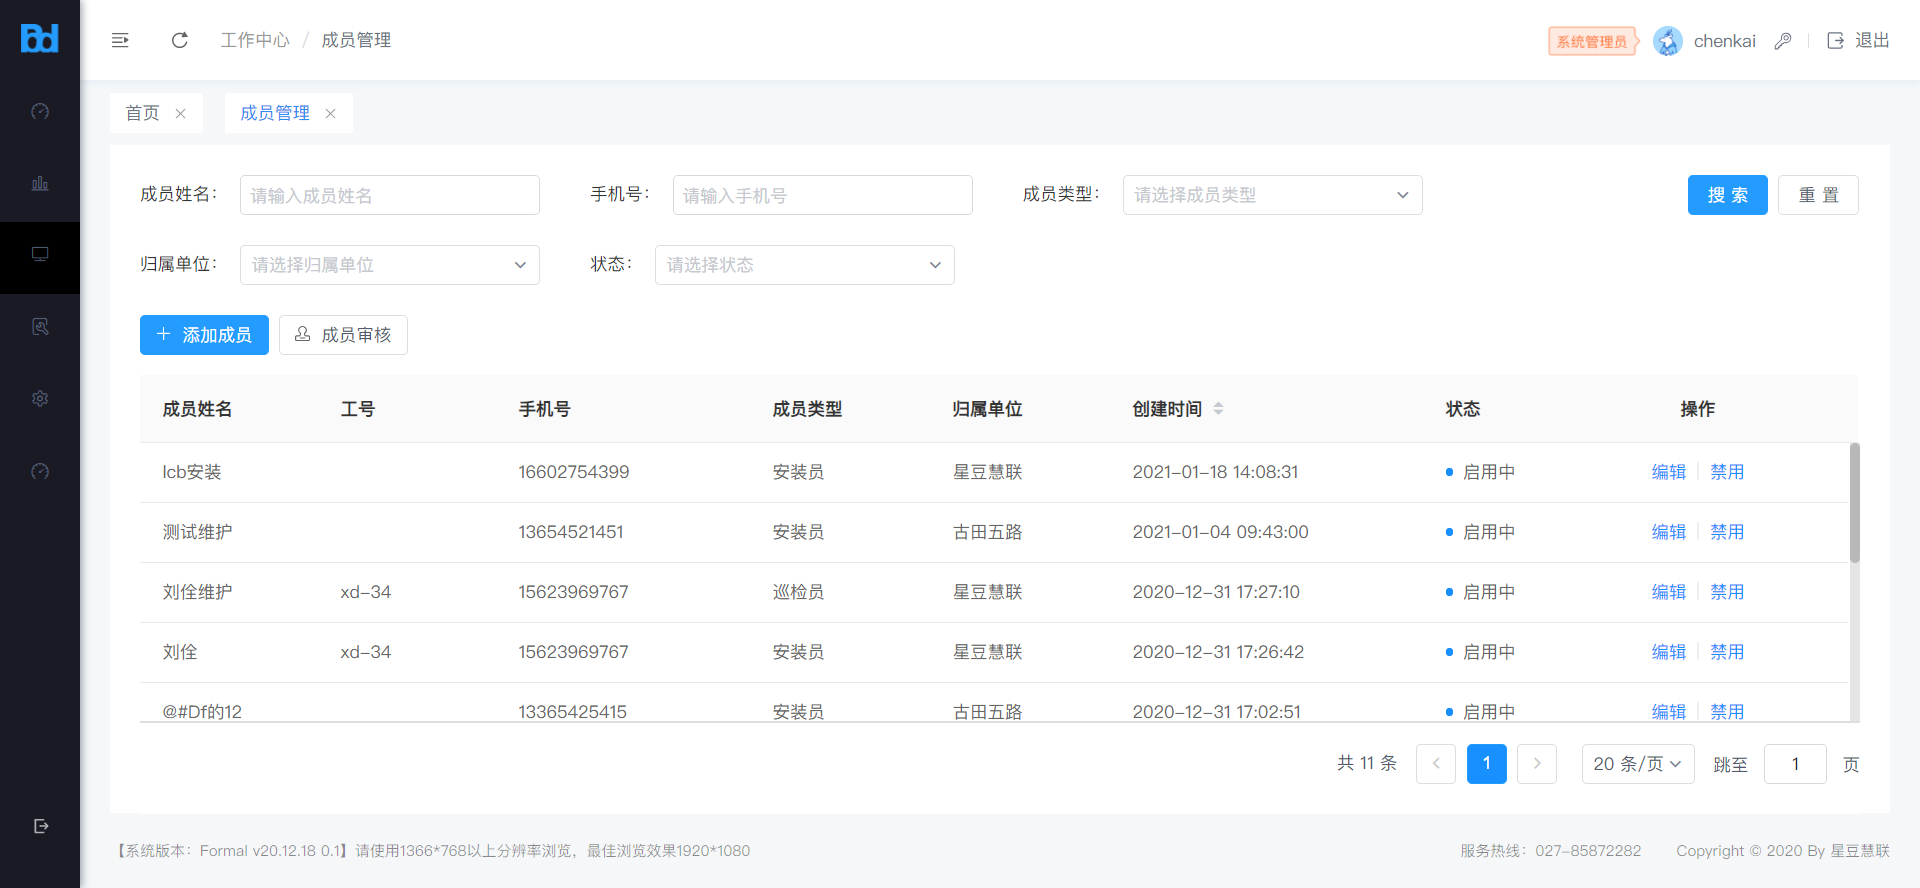 工作中心 / 成员管理
系统管理员 chenkai 退出
首页 成员管理
成员姓名： 请输入成员姓名 手机号： 请输入手机号 成员类型： 请选择成员类型 搜 索 重 置
归属单位： 请选择归属单位 状态： 请选择状态
添加成员 成员审核
成员姓名 工号 手机号 成员类型 归属单位 创建时间 状态 操作
lcb安装 16602754399 安装员 星豆慧联 2021-01-18 14:08:31 启用中 编辑 禁用
测试维护 13654521451 安装员 古田五路 2021-01-04 09:43:00 启用中 编辑 禁用
刘佺维护 xd-34 15623969767 巡检员 星豆慧联 2020-12-31 17:27:10 启用中 编辑 禁用
刘佺 xd-34 15623969767 安装员 星豆慧联 2020-12-31 17:26:42 启用中 编辑 禁用
@#Df的12 13365425415 安装员 古田五路 2020-12-31 17:02:51 启用中 编辑 禁用
共 11 条 1 20 条/页 跳至 1 页
【系统版本：Formal v20.12.18 0.1】请使用1366*768以上分辨率浏览，最佳浏览效果1920*1080
服务热线：027-85872282 Copyright © 2020 By 星豆慧联